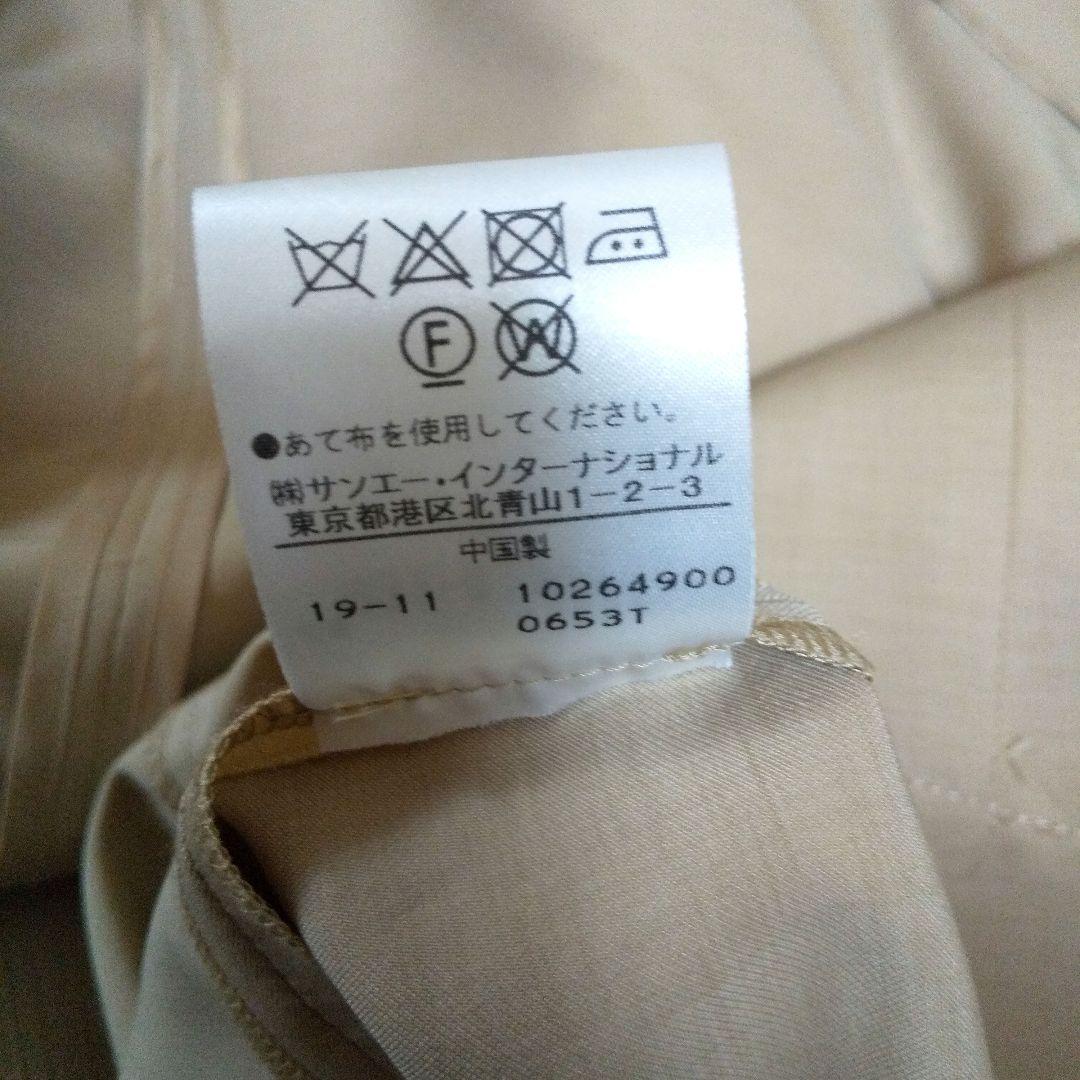 F W
●あて布を使用してください。
㈱サンエー・インターナショナル
東京都港区北青山1-2-3
中国製
19-11 10264900
0653T